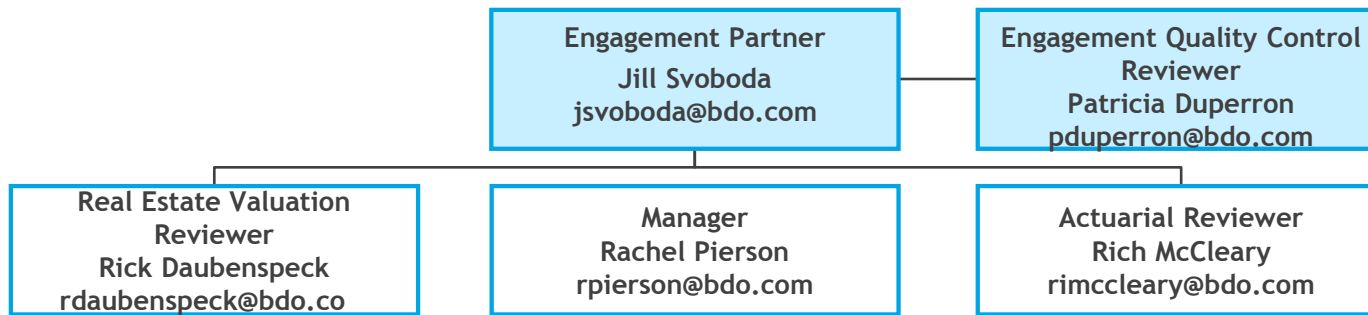 Engagement Partner
Jill Svoboda
jsvoboda@bdo.com
Engagement Quality Control
Reviewer
Patricia Duperron
pduperron@bdo.com
Real Estate Valuation
Reviewer
Rick Daubenspeck
rdaubenspeck@bdo.co
Manager
Rachel Pierson
rpierson@bdo.com
Actuarial Reviewer
Rich McCleary
rimccleary@bdo.com